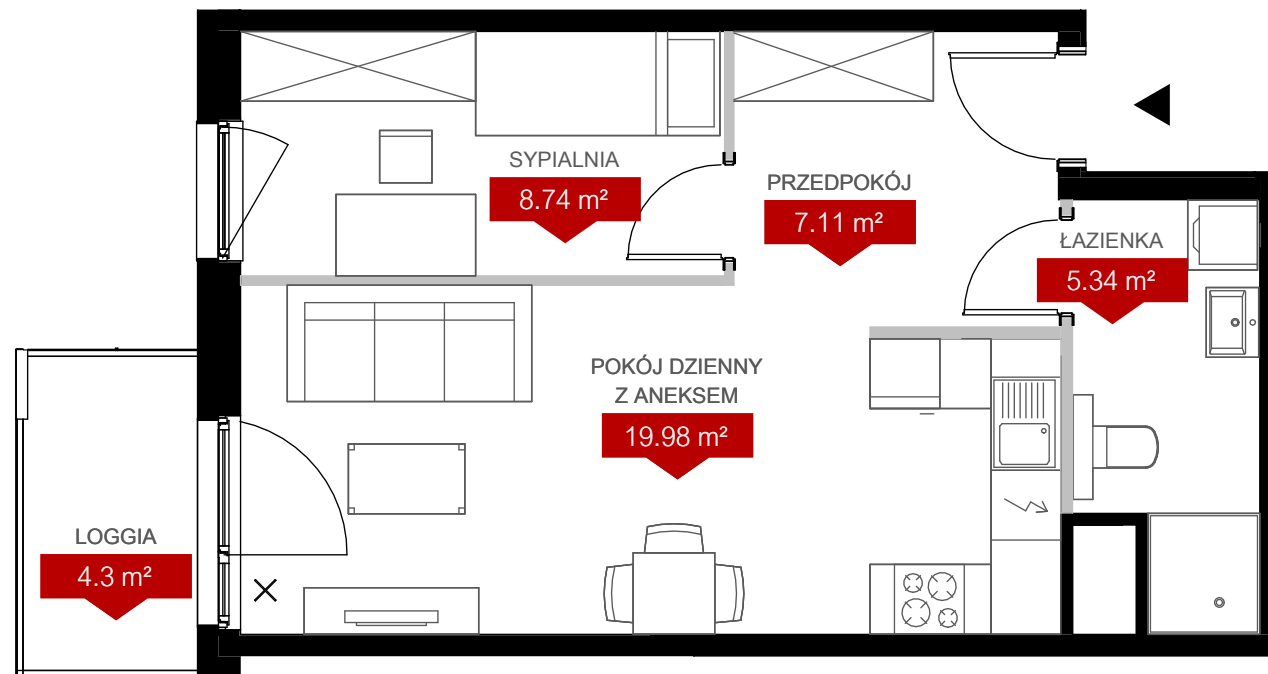 SYPIALNIA
8.74 m²
PRZEDPOKÓJ
7.11 m²
ŁAZIENKA
5.34 m²
POKÓJ DZIENNY
Z ANEKSEM
19.98 m²
LOGGIA
4.3 m²